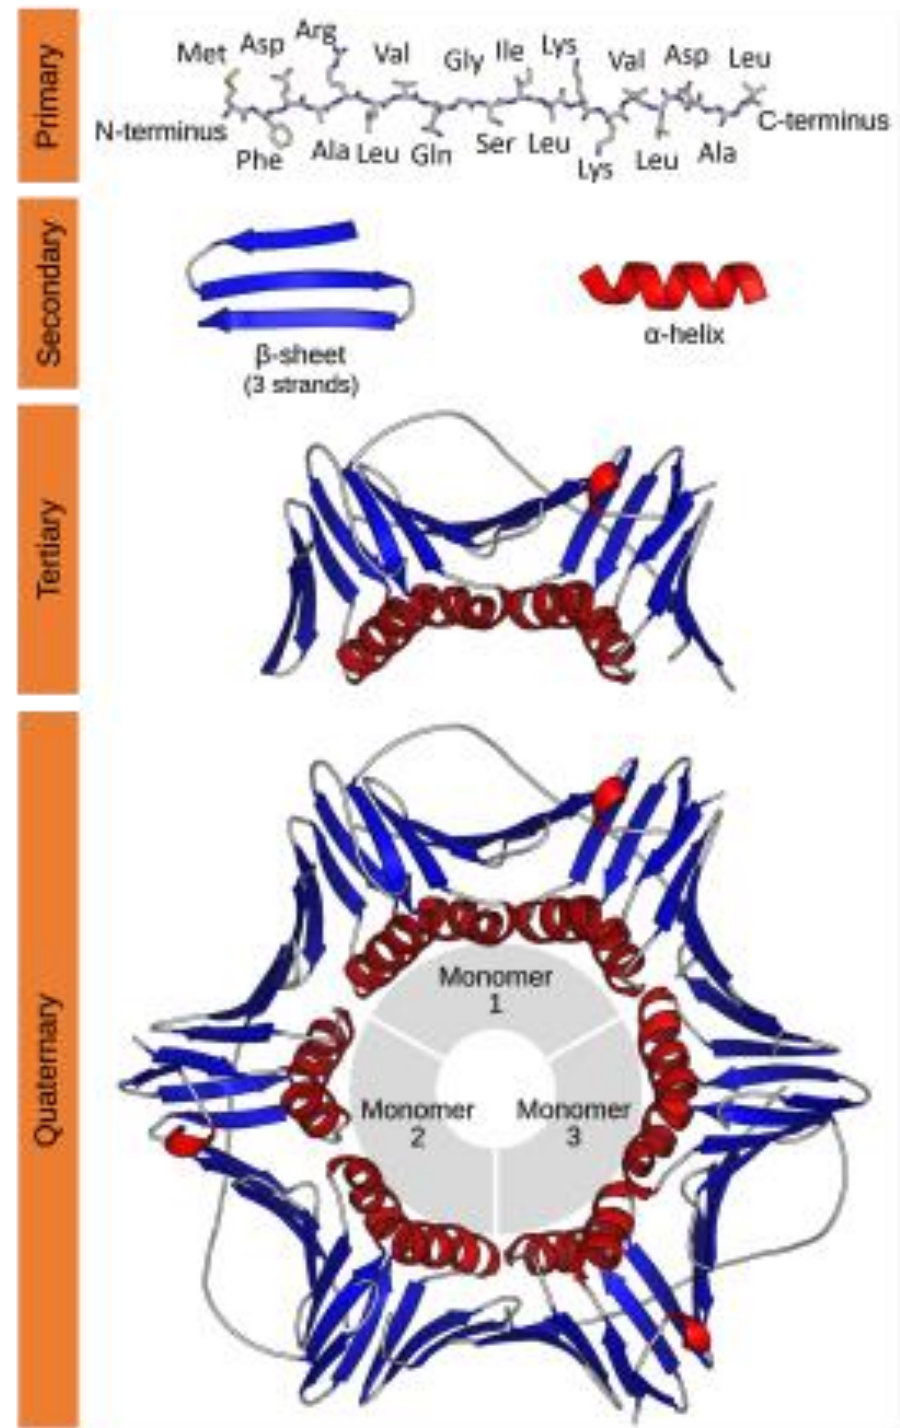 Primary
Met Asp Arg Val Gly Ile Lys Val Asp Leu
N-terminus C-terminus
Phe Ala Leu Gln Ser Leu Lys Leu Ala
Secondary
β-sheet
(3 strands)
α-helix
Tertiary
Quaternary
Monomer
1
Monomer
2
Monomer
3